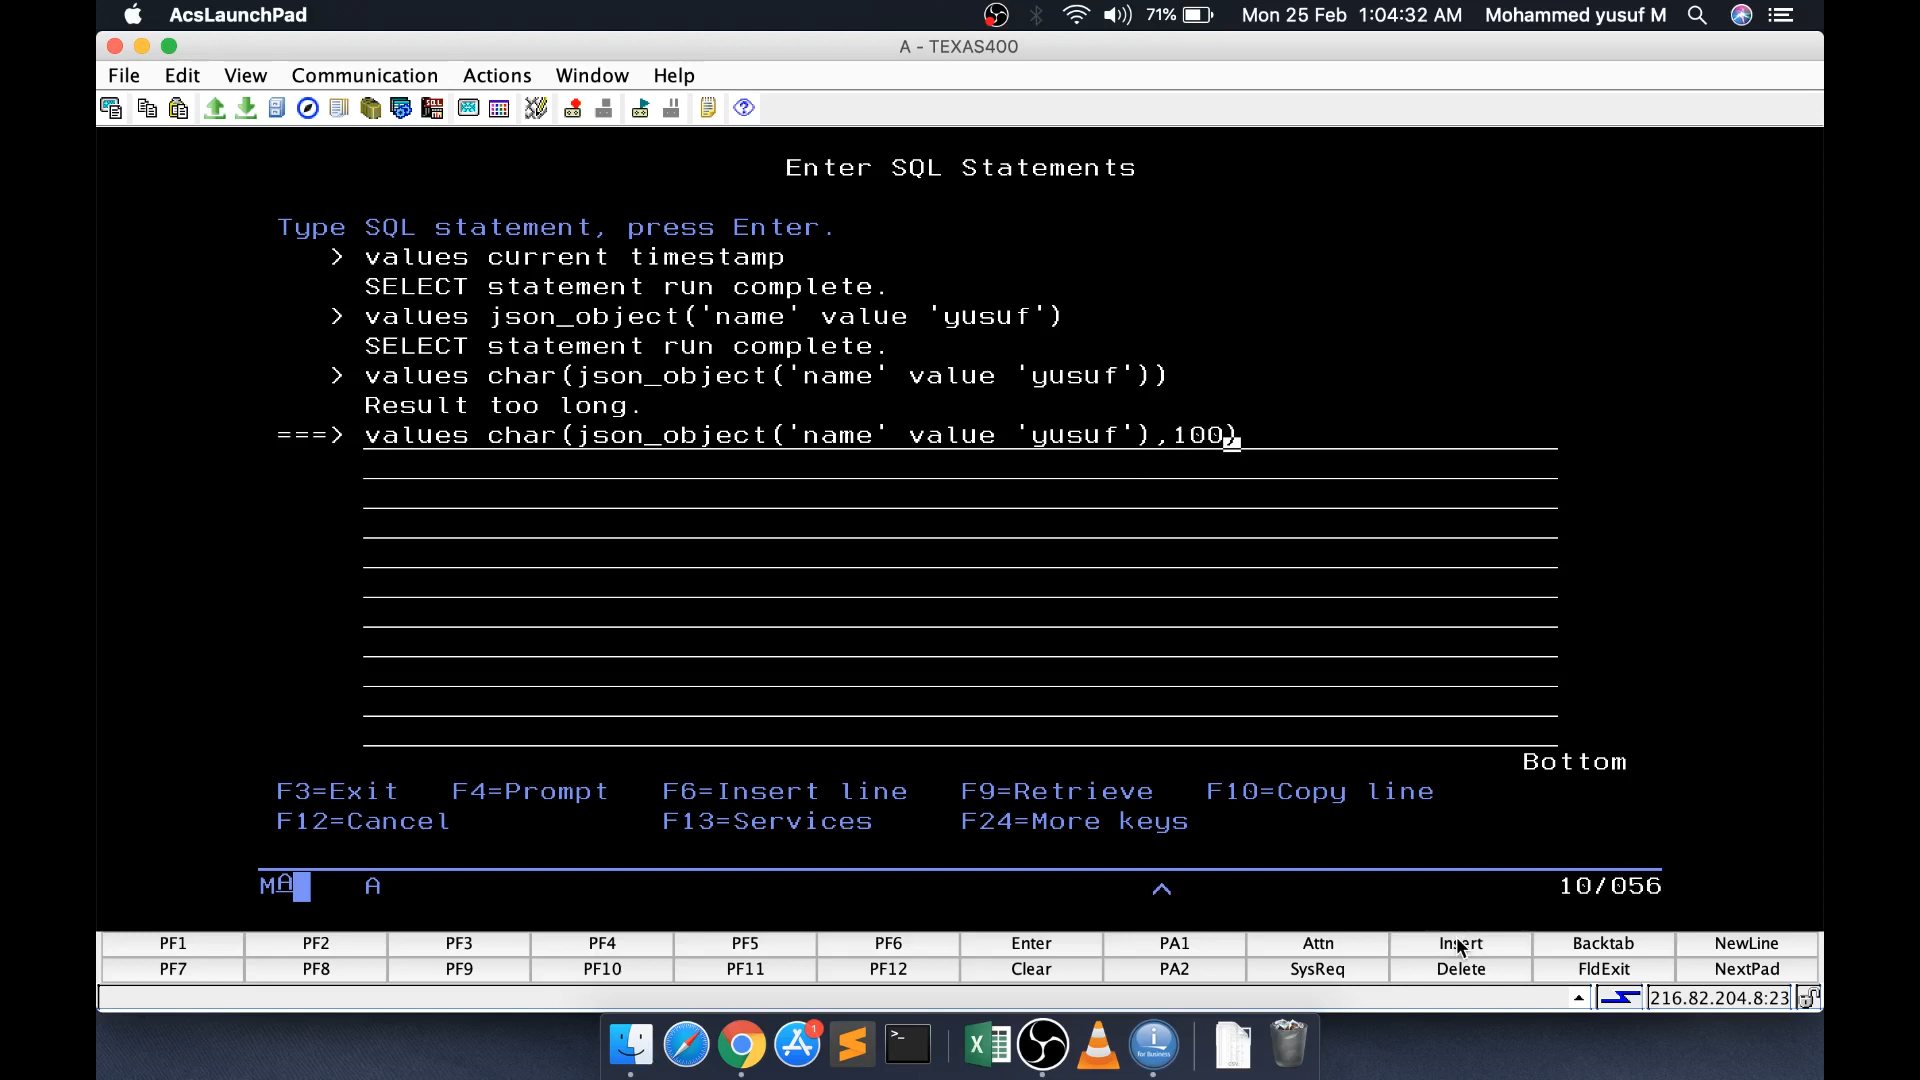 AcsLaunchPad 71% Mon 25 Feb 1:04:32 AM Mohammed yusuf M
A - TEXAS400
File Edit View Communication Actions Window Help
SQL
Enter SQL Statements
Type SQL statement, press Enter.
> values current timestamp
SELECT statement run complete.
> values json_object('name' value 'yusuf')
SELECT statement run complete.
> values char(json_object('name' value 'yusuf'))
Result too long.
===> values char(json_object('name' value 'yusuf'),100)
Bottom
F3=Exit F4=Prompt F6=Insert line F9=Retrieve F10=Copy line
F12=Cancel F13=Services F24=More keys
MA A 10/056
PF1 PF2 PF3 PF4 PF5 PF6 Enter PA1 Attn Insert Backtab NewLine
PF7 PF8 PF9 PF10 PF11 PF12 Clear PA2 SysReq Delete FldExit NextPad
216.82.204.8:23
1
for Business